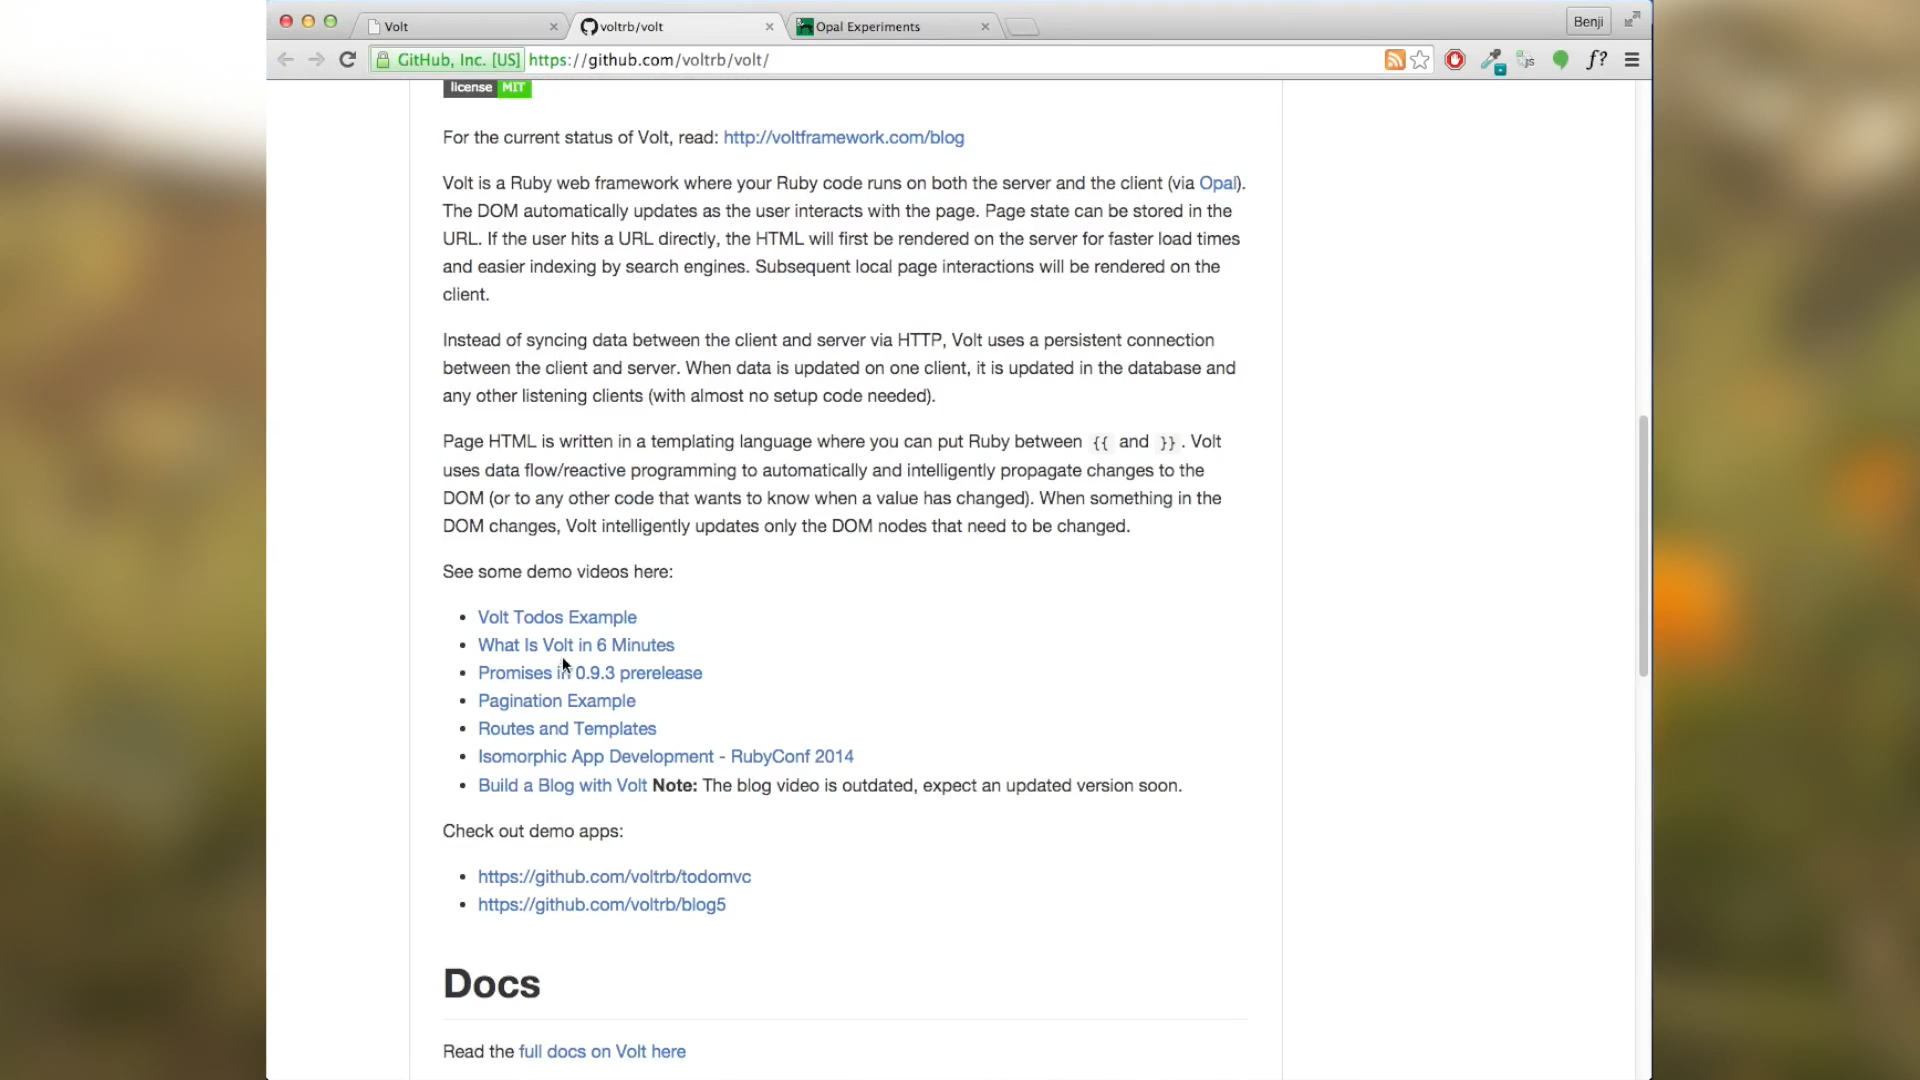 Volt
voltrb/volt
Opal Experiments
Benji
GitHub, Inc. [US] https://github.com/voltrb/volt/
js
f?
license MIT
For the current status of Volt, read: http://voltframework.com/blog
Volt is a Ruby web framework where your Ruby code runs on both the server and the client (via Opal).
The DOM automatically updates as the user interacts with the page. Page state can be stored in the
URL. If the user hits a URL directly, the HTML will first be rendered on the server for faster load times
and easier indexing by search engines. Subsequent local page interactions will be rendered on the
client.
Instead of syncing data between the client and server via HTTP, Volt uses a persistent connection
between the client and server. When data is updated on one client, it is updated in the database and
any other listening clients (with almost no setup code needed).
Page HTML is written in a templating language where you can put Ruby between {{ and }}. Volt
uses data flow/reactive programming to automatically and intelligently propagate changes to the
DOM (or to any other code that wants to know when a value has changed). When something in the
DOM changes, Volt intelligently updates only the DOM nodes that need to be changed.
See some demo videos here:
• Volt Todos Example
• What Is Volt in 6 Minutes
• Promises in 0.9.3 prerelease
• Pagination Example
• Routes and Templates
• Isomorphic App Development - RubyConf 2014
• Build a Blog with Volt Note: The blog video is outdated, expect an updated version soon.
Check out demo apps:
• https://github.com/voltrb/todomvc
• https://github.com/voltrb/blog5
Docs
Read the full docs on Volt here